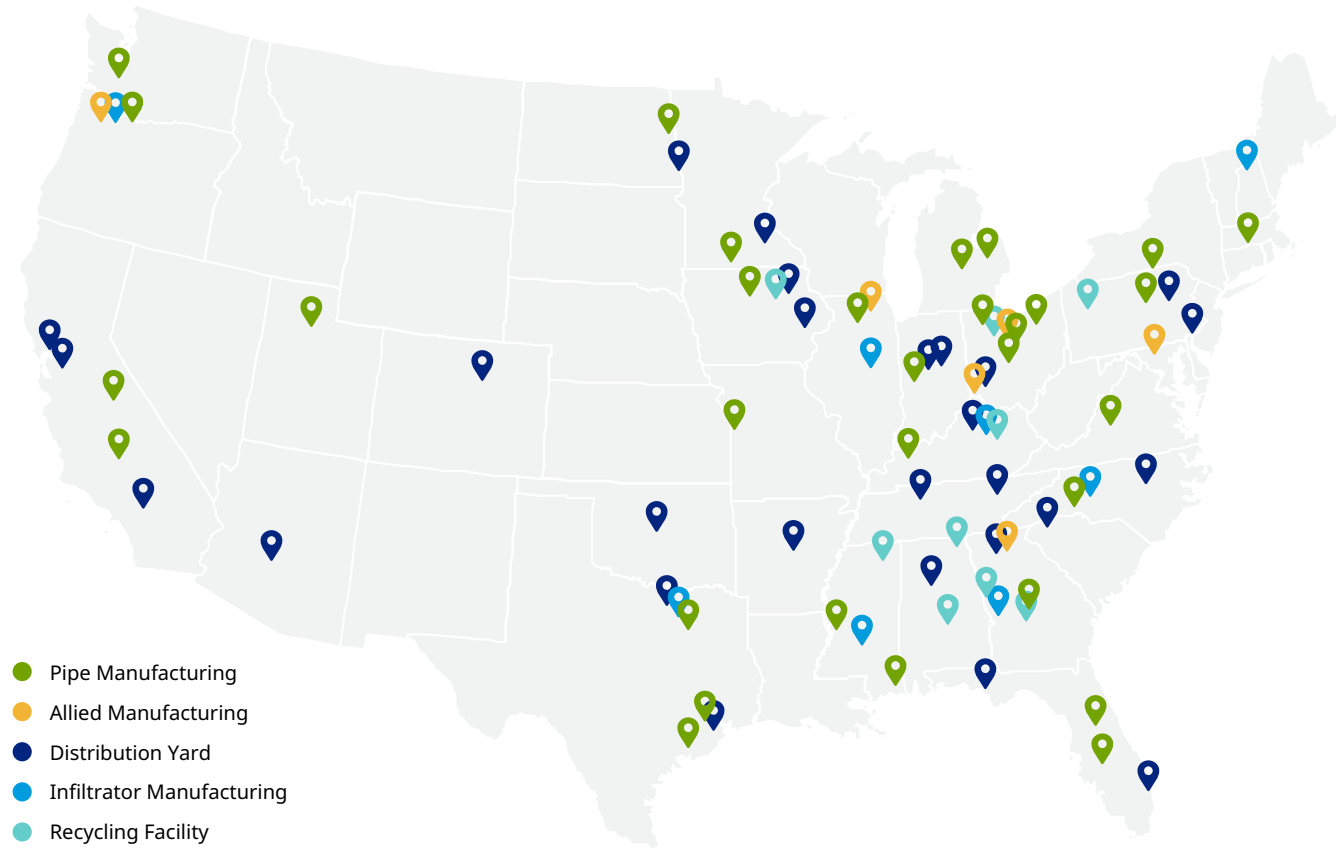 Pipe Manufacturing
Allied Manufacturing
Distribution Yard
Infiltrator Manufacturing
Recycling Facility